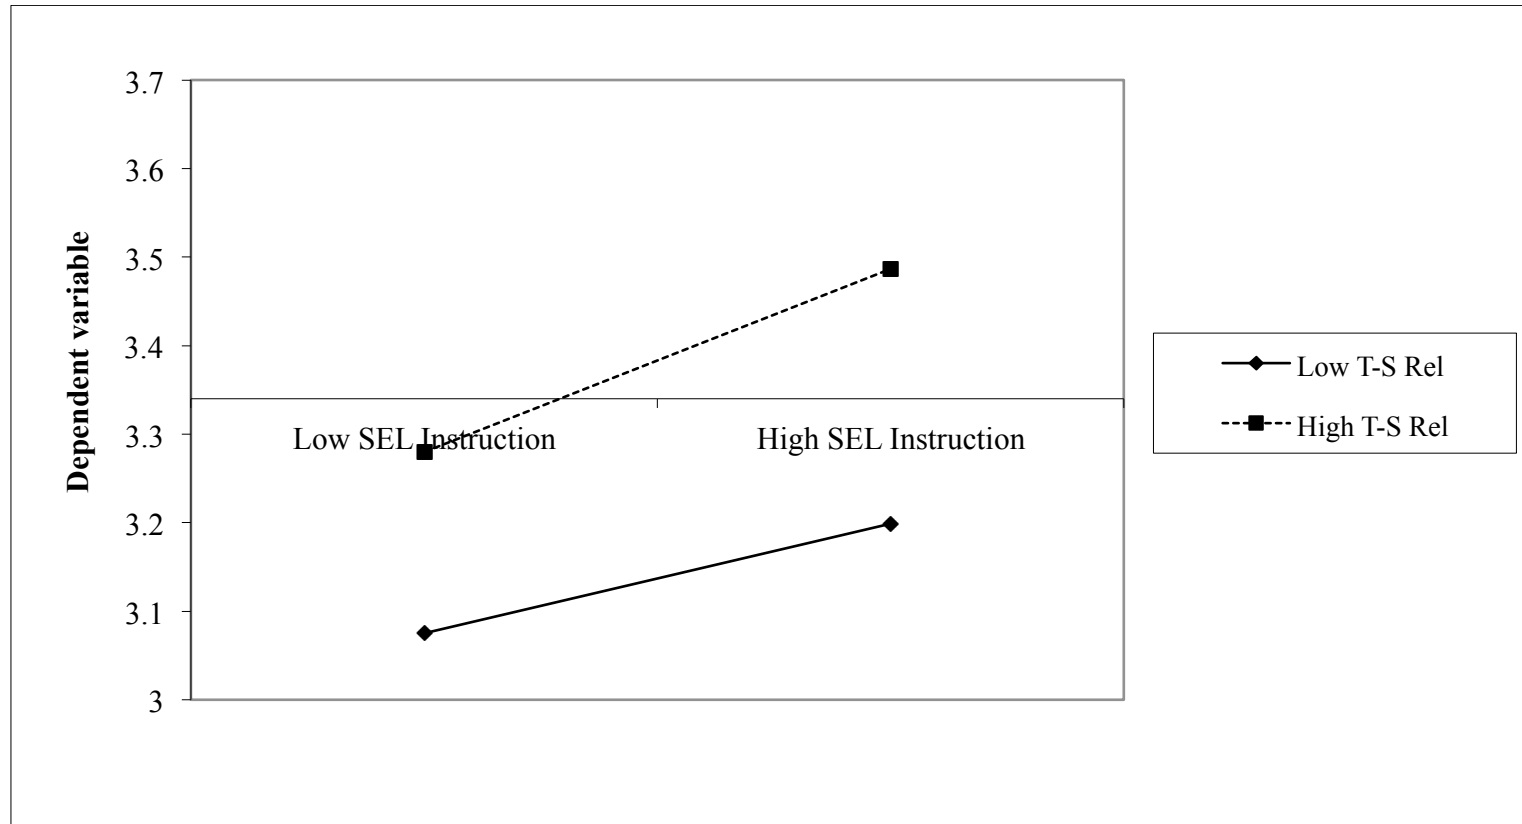 3.7
3.6
3.5
3.4
3.3
3.2
3.1
3
Dependent variable
Low SEL Instruction
High SEL Instruction
Low T-S Rel
High T-S Rel